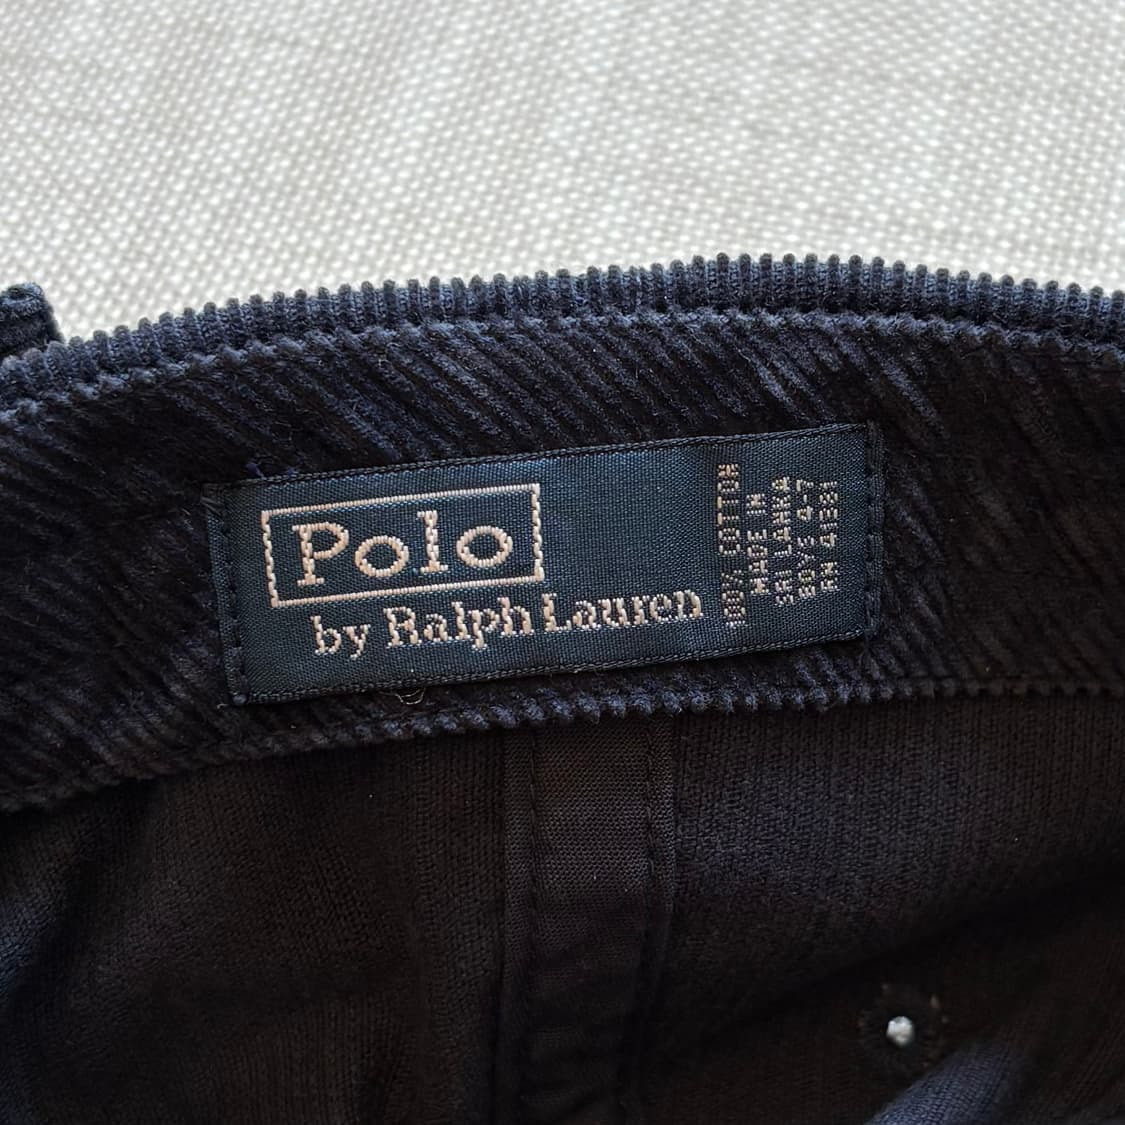 Polo
by Ralph Lauren
100% COTTON
MADE IN
SRI LANKA
BOYS 4-7
RN 41381